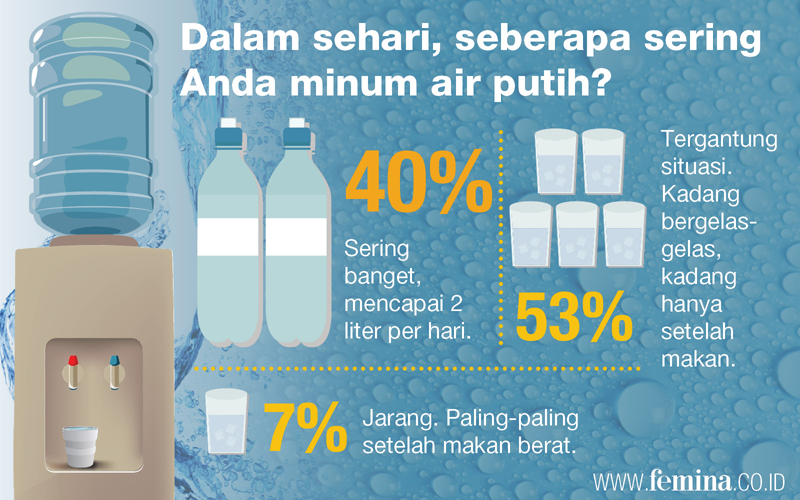 Dalam sehari, seberapa sering
Anda minum air putih?
40%
Sering
banget,
mencapai 2
liter per hari.
53%
Tergantung
situasi.
Kadang
bergelas-
gelas,
kadang
hanya
setelah
makan.
7%
Jarang. Paling-paling
setelah makan berat.
WWW.femina.CO.ID